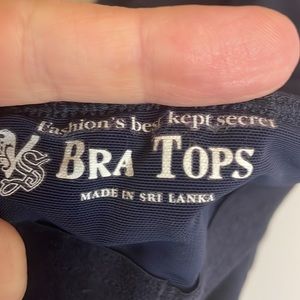 Fashion's best kept secret
BRA TOPS
MADE IN SRI LANKA